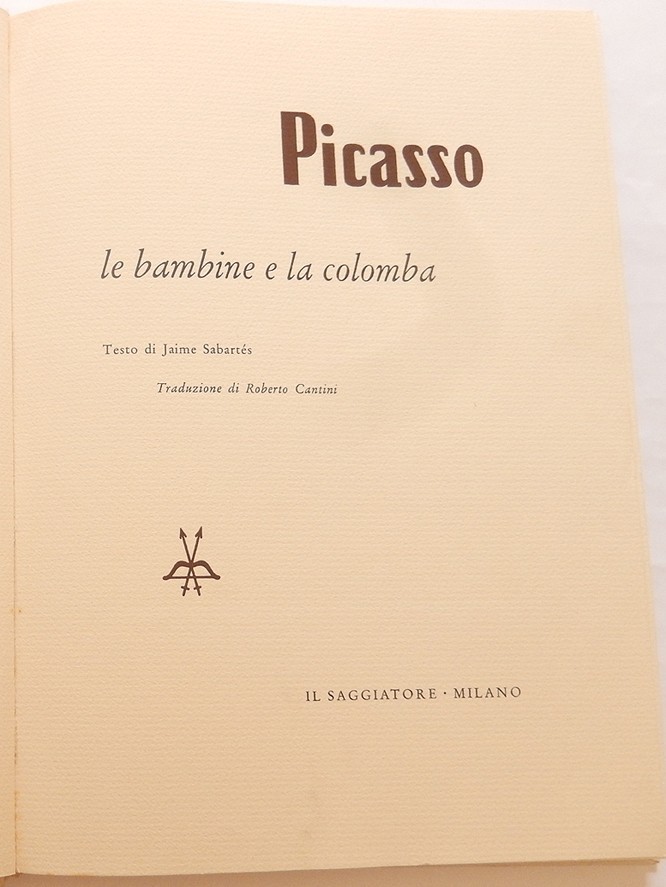 Picasso
le bambine e la colomba
Testo di Jaime Sabartés
Traduzione di Roberto Cantini
IL SAGGIATORE · MILANO